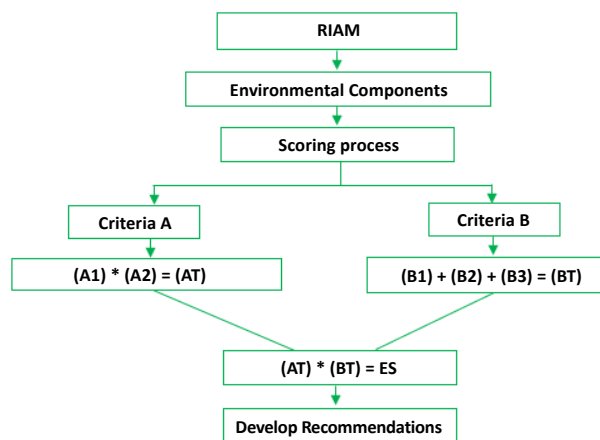 RIAM
Environmental Components
Scoring process
Criteria A
Criteria B
(A1) * (A2) = (AT)
(B1) + (B2) + (B3) = (BT)
(AT) * (BT) = ES
Develop Recommendations